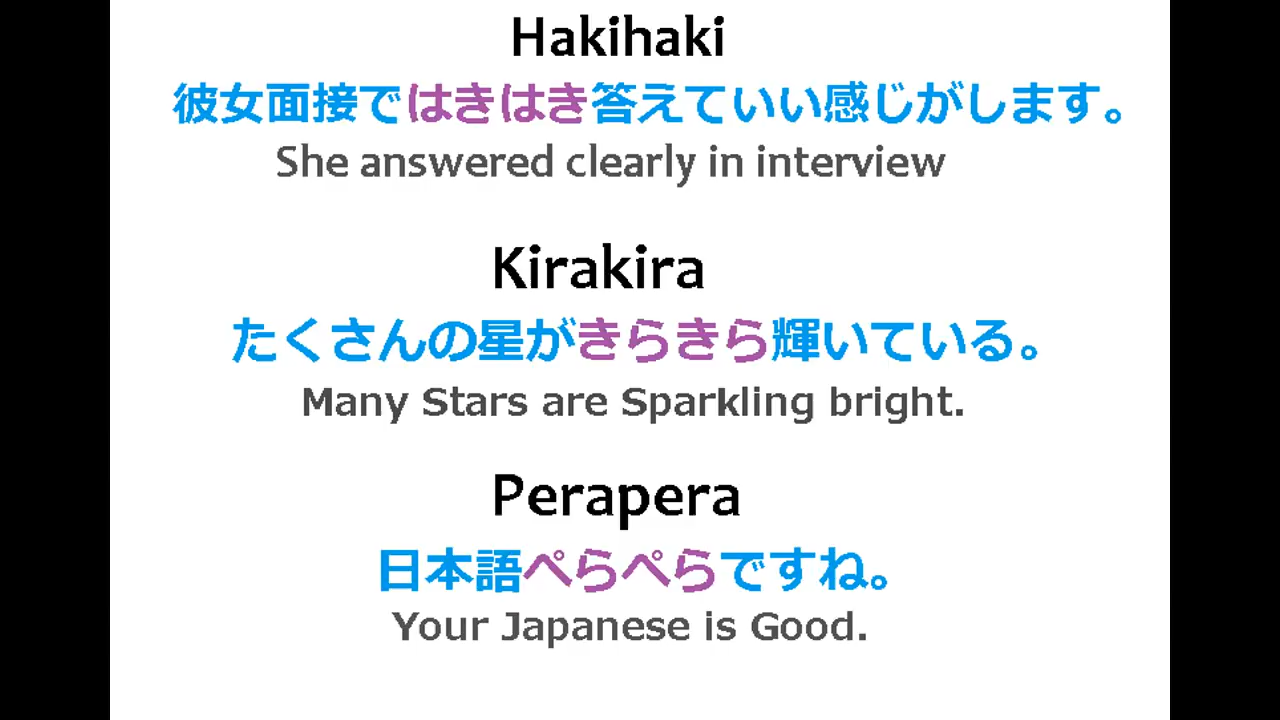 Hakihaki
彼女面接ではきはき答えていい感じがします。
She answered clearly in interview
Kirakira
たくさんの星がきらきら輝いている。
Many Stars are Sparkling bright.
Perapera
日本語ぺらぺらですね。
Your Japanese is Good.